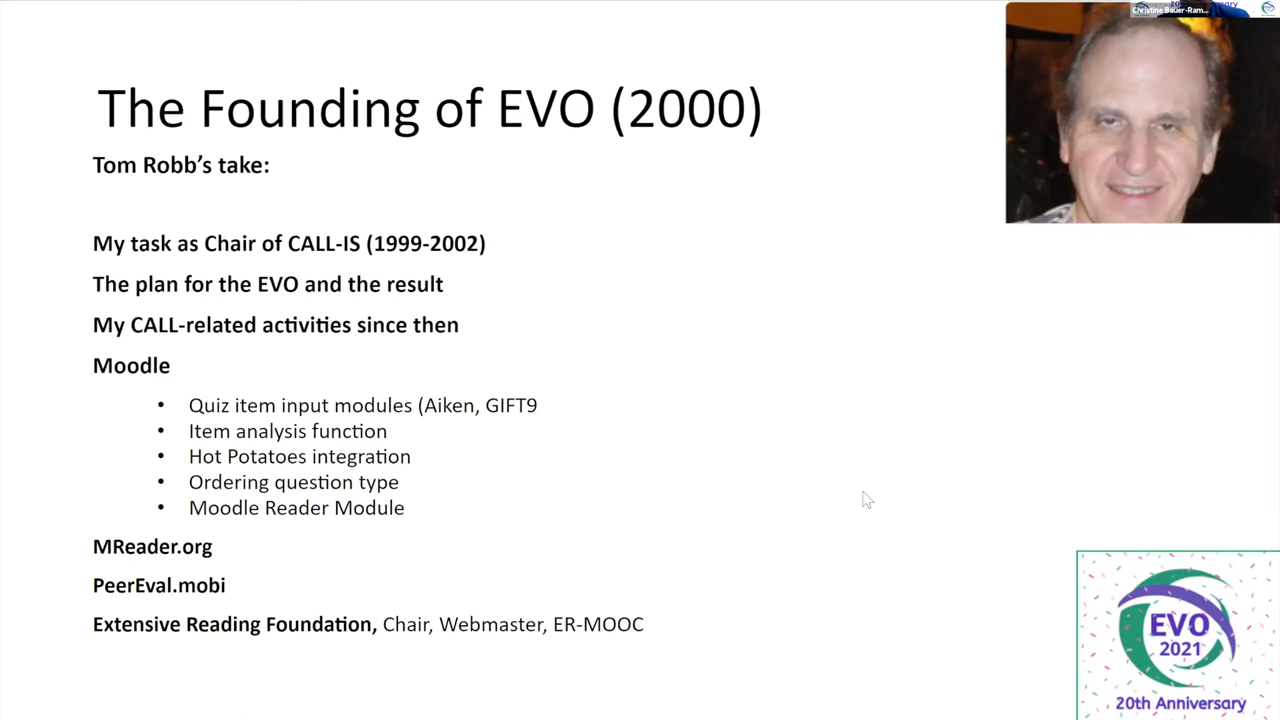 Christine Bauer-Ram...
The Founding of EVO (2000)
Tom Robb's take:
My task as Chair of CALL-IS (1999-2002)
The plan for the EVO and the result
My CALL-related activities since then
Moodle
• Quiz item input modules (Aiken, GIFT9
• Item analysis function
• Hot Potatoes integration
• Ordering question type
• Moodle Reader Module
MReader.org
PeerEval.mobi
Extensive Reading Foundation, Chair, Webmaster, ER-MOOC
EVO
2021
20th Anniversary